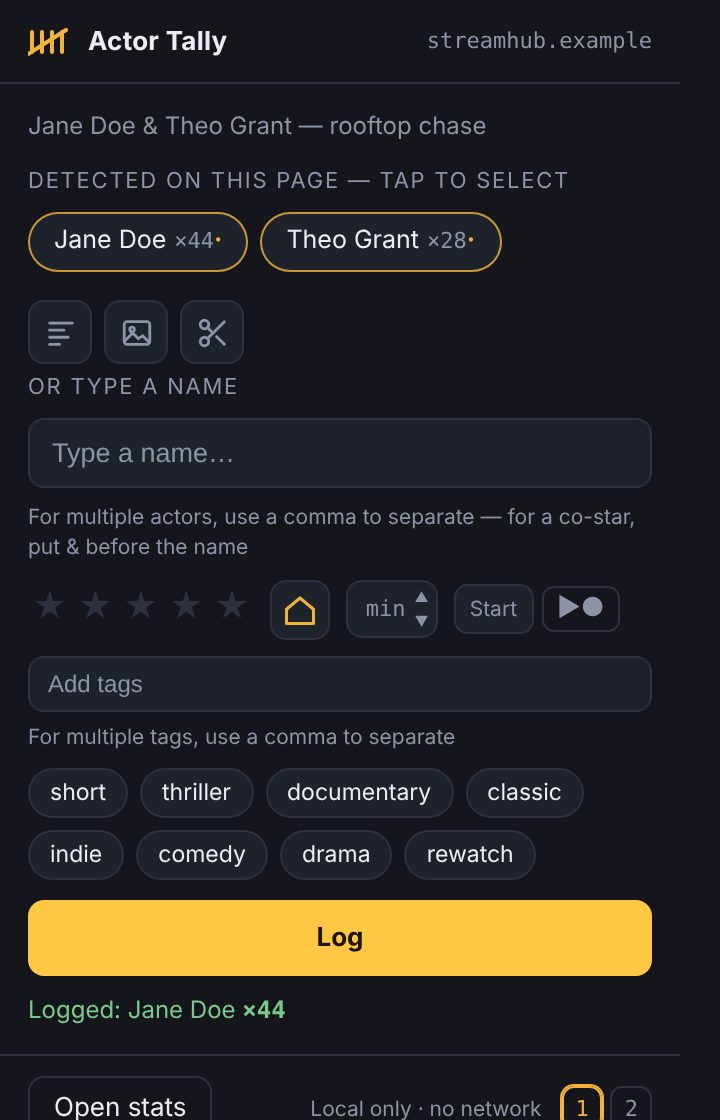 Actor Tally streamhub.example
Jane Doe & Theo Grant — rooftop chase
DETECTED ON THIS PAGE — TAP TO SELECT
Jane Doe ×44• Theo Grant ×28•
OR TYPE A NAME
Type a name…
For multiple actors, use a comma to separate — for a co-star,
put & before the name
min Start
Add tags
For multiple tags, use a comma to separate
short thriller documentary classic
indie comedy drama rewatch
Log
Logged: Jane Doe ×44
Open stats Local only · no network 1 2